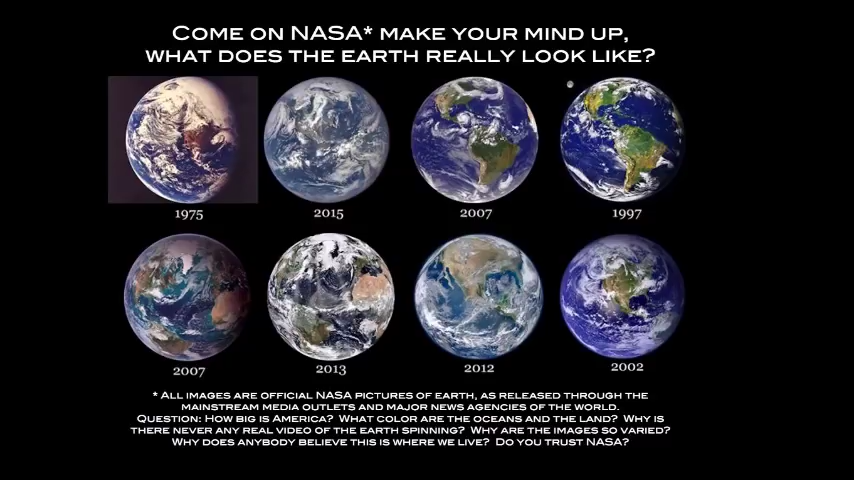 COME ON NASA* MAKE YOUR MIND UP,
WHAT DOES THE EARTH REALLY LOOK LIKE?
1975
2015
2007
1997
2007
2013
2012
2002
* ALL IMAGES ARE OFFICIAL NASA PICTURES OF EARTH, AS RELEASED THROUGH THE
MAINSTREAM MEDIA OUTLETS AND MAJOR NEWS AGENCIES OF THE WORLD.
QUESTION: HOW BIG IS AMERICA? WHAT COLOR ARE THE OCEANS AND THE LAND? WHY IS
THERE NEVER ANY REAL VIDEO OF THE EARTH SPINNING? WHY ARE THE IMAGES SO VARIED?
WHY DOES ANYBODY BELIEVE THIS IS WHERE WE LIVE? DO YOU TRUST NASA?